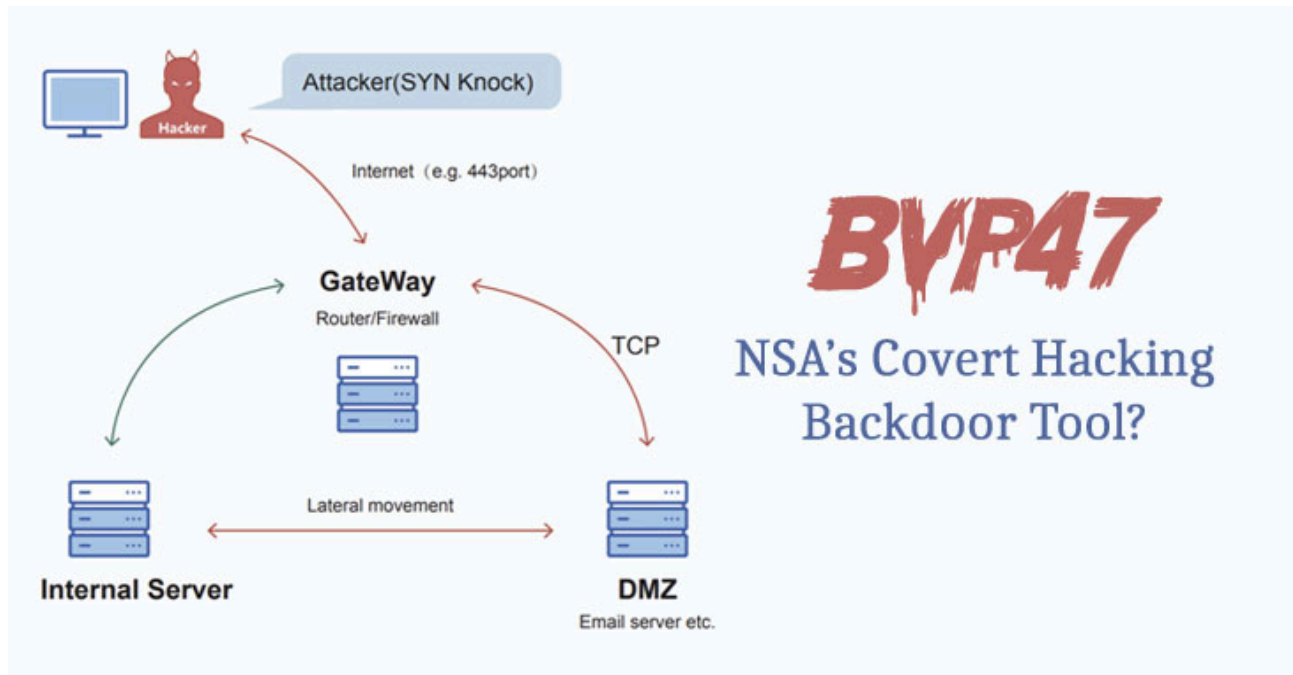 Attacker(SYN Knock)
Hacker
Internet（e.g. 443port）
GateWay
Router/Firewall
TCP
Lateral movement
Internal Server
DMZ
Email server etc.
BVP47
NSA’s Covert Hacking
Backdoor Tool?